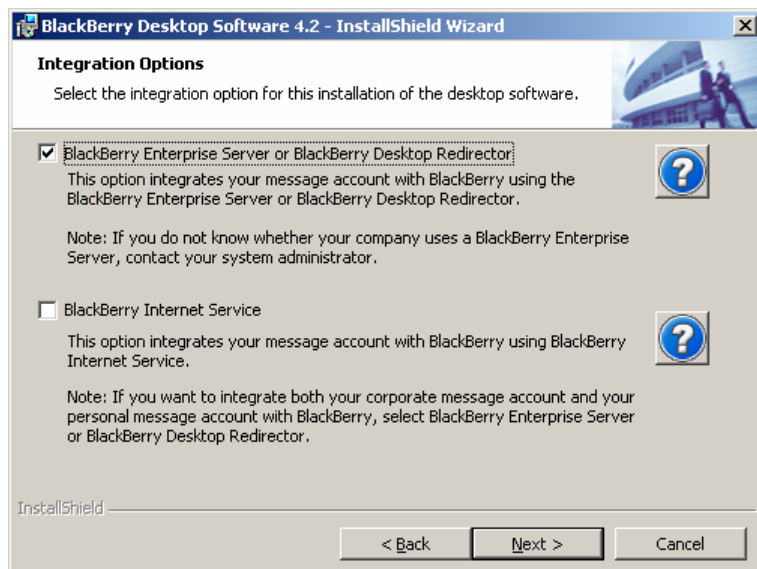 BlackBerry Desktop Software 4.2 - InstallShield Wizard
Integration Options
Select the integration option for this installation of the desktop software.
BlackBerry Enterprise Server or BlackBerry Desktop Redirector
This option integrates your message account with BlackBerry using the
BlackBerry Enterprise Server or BlackBerry Desktop Redirector.
Note: If you do not know whether your company uses a BlackBerry Enterprise
Server, contact your system administrator.
BlackBerry Internet Service
This option integrates your message account with BlackBerry using BlackBerry
Internet Service.
Note: If you want to integrate both your corporate message account and your
personal message account with BlackBerry, select BlackBerry Enterprise Server
or BlackBerry Desktop Redirector.
InstallShield
< Back Next > Cancel